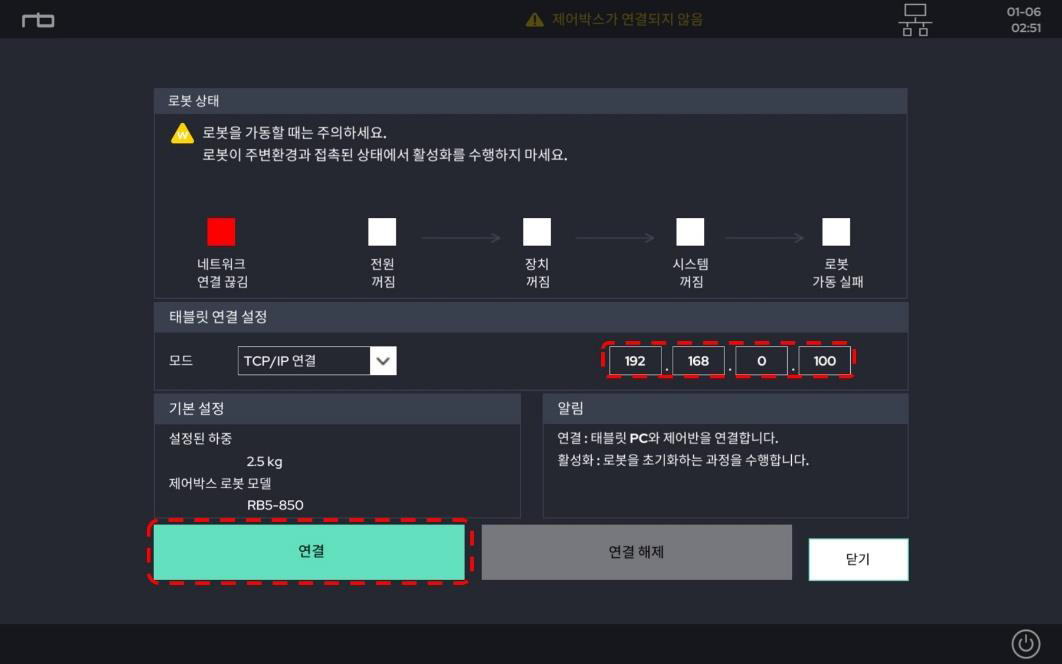 rb
제어박스가 연결되지 않음
01-06
02:51
로봇 상태
W
로봇을 가동할 때는 주의하세요.
로봇이 주변환경과 접촉된 상태에서 활성화를 수행하지 마세요.
네트워크
연결 끊김
전원
꺼짐
장치
꺼짐
시스템
꺼짐
로봇
가동 실패
태블릿 연결 설정
모드
TCP/IP 연결
192 . 168 . 0 . 100
기본 설정
설정된 하중
2.5 kg
제어박스 로봇 모델
RB5-850
알림
연결 : 태블릿 PC와 제어반을 연결합니다.
활성화 : 로봇을 초기화하는 과정을 수행합니다.
연결
연결 해제
닫기